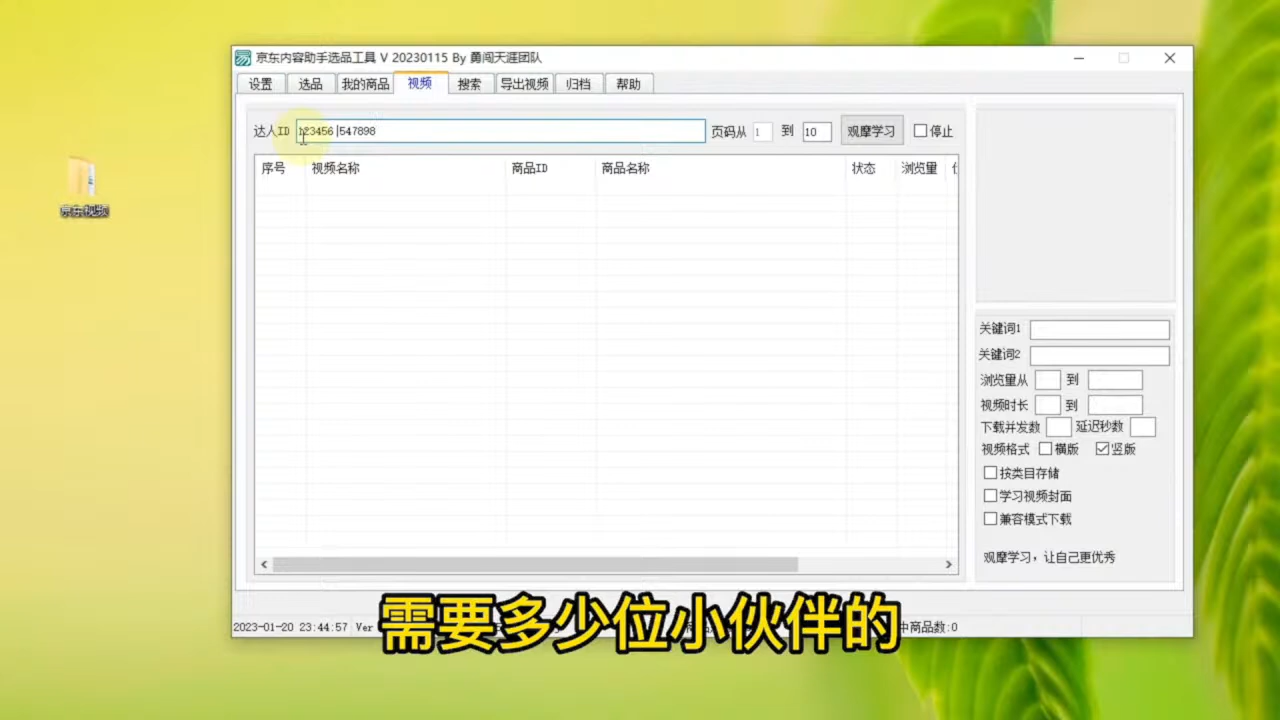 京东内容助手选品工具 V 20230115 By 勇闯天涯团队
设置 选品 我的商品 视频 搜索 导出视频 归档 帮助
达人ID 123456 |547898 页码从 1 到 10 观摩学习 停止
序号 视频名称 商品ID 商品名称 状态 浏览量
京东视频
关键词1
关键词2
浏览量从 到
视频时长 到
下载并发数 延迟秒数
视频格式 横版 竖版
按类目存储
学习视频封面
兼容模式下载
观摩学习，让自己更优秀
需要多少位小伙伴的
2023-01-20 23:44:57 Ver 中商品数:0